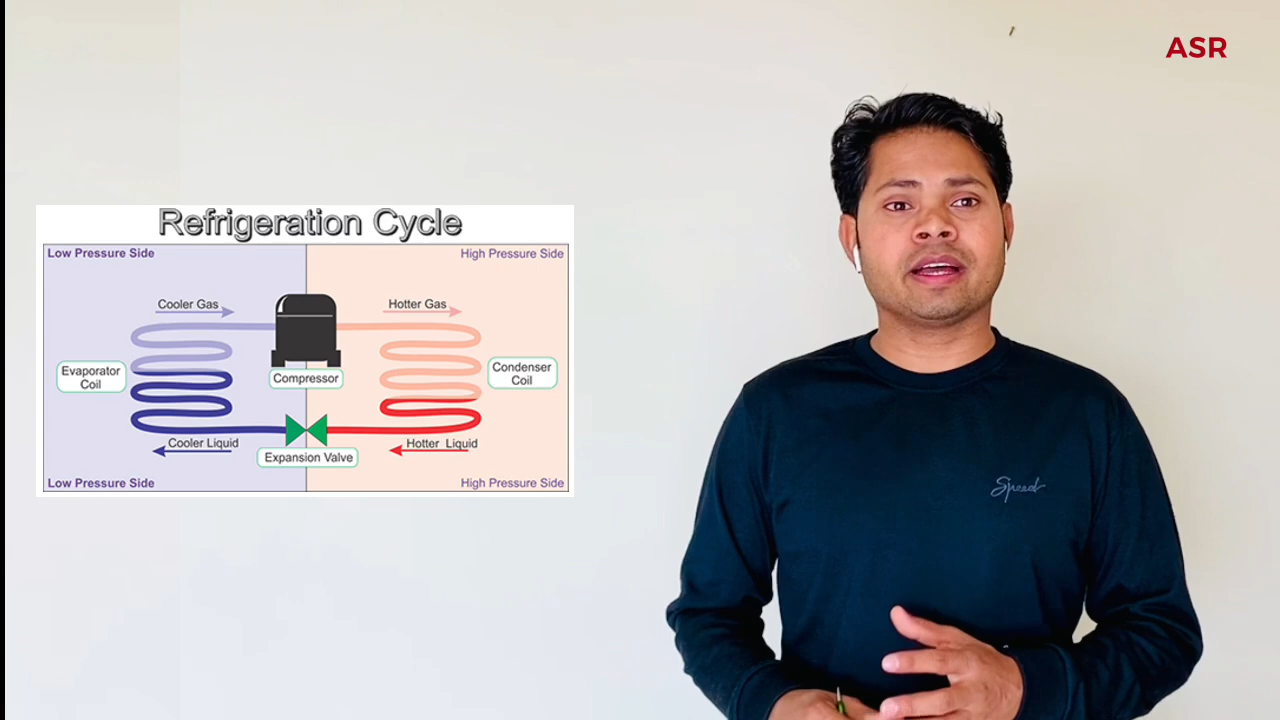 ASR
Refrigeration Cycle
Low Pressure Side
High Pressure Side
Cooler Gas
Hotter Gas
Evaporator
Coil
Compressor
Condenser
Coil
Cooler Liquid
Hotter Liquid
Expansion Valve
Low Pressure Side
High Pressure Side
Speed